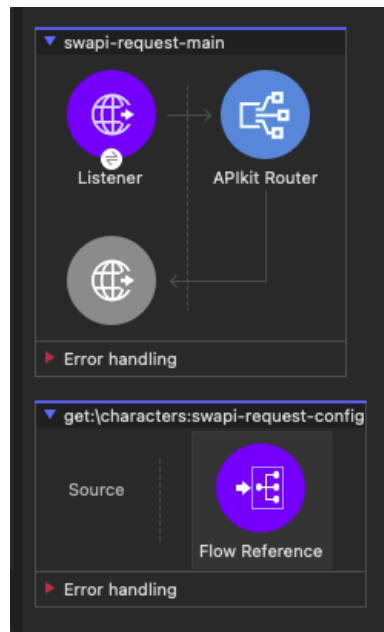 swapi-request-main
Listener
APIkit Router
Error handling
get:\characters:swapi-request-config
Source
Flow Reference
Error handling